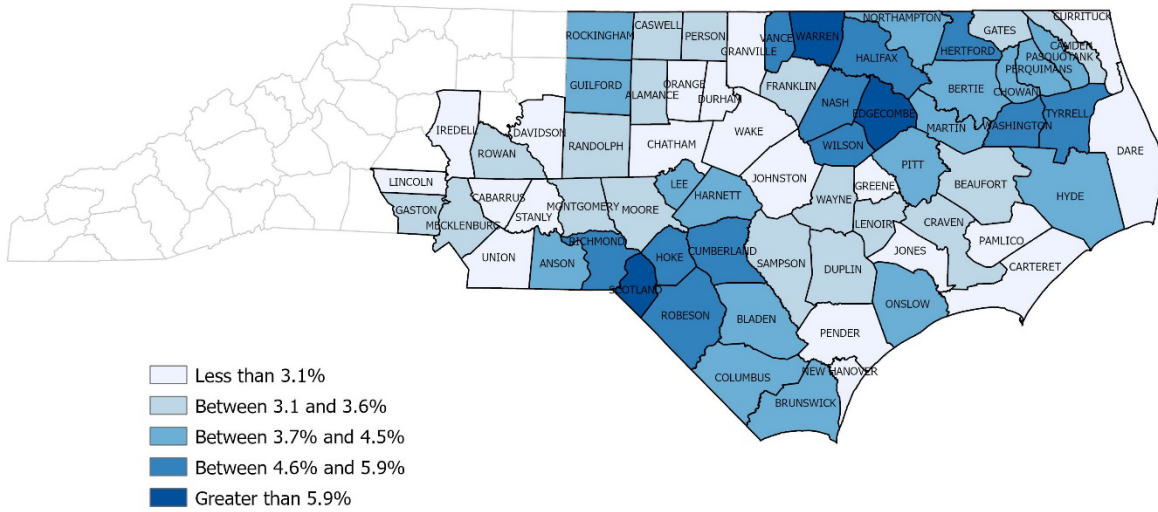 ROCKINGHAM
CASWELL
PERSON
GRANVILLE
VANCE
WARREN
NORTHAMPTON
GATES
CURRITUCK
HALIFAX
HERTFORD
CAMDEN
PASQUOTANK
PERQUIMANS
CHOWAN
GUILFORD
ALAMANCE
ORANGE
DURHAM
FRANKLIN
NASH
EDGECOMBE
BERTIE
MARTIN
WASHINGTON
TYRRELL
DARE
IREDELL
DAVIDSON
ROWAN
RANDOLPH
CHATHAM
WAKE
WILSON
LINCOLN
GASTON
MECKLENBURG
CABARRUS
STANLY
MONTGOMERY
MOORE
LEE
HARNETT
JOHNSTON
WAYNE
GREENE
PITT
BEAUFORT
HYDE
LENOIR
CRAVEN
PAMLICO
JONES
CARTERET
UNION
ANSON
RICHMOND
SCOTLAND
HOKE
CUMBERLAND
SAMPSON
DUPLIN
ONSLOW
ROBESON
BLADEN
PENDER
COLUMBUS
NEW HANOVER
BRUNSWICK
Less than 3.1%
Between 3.1 and 3.6%
Between 3.7% and 4.5%
Between 4.6% and 5.9%
Greater than 5.9%